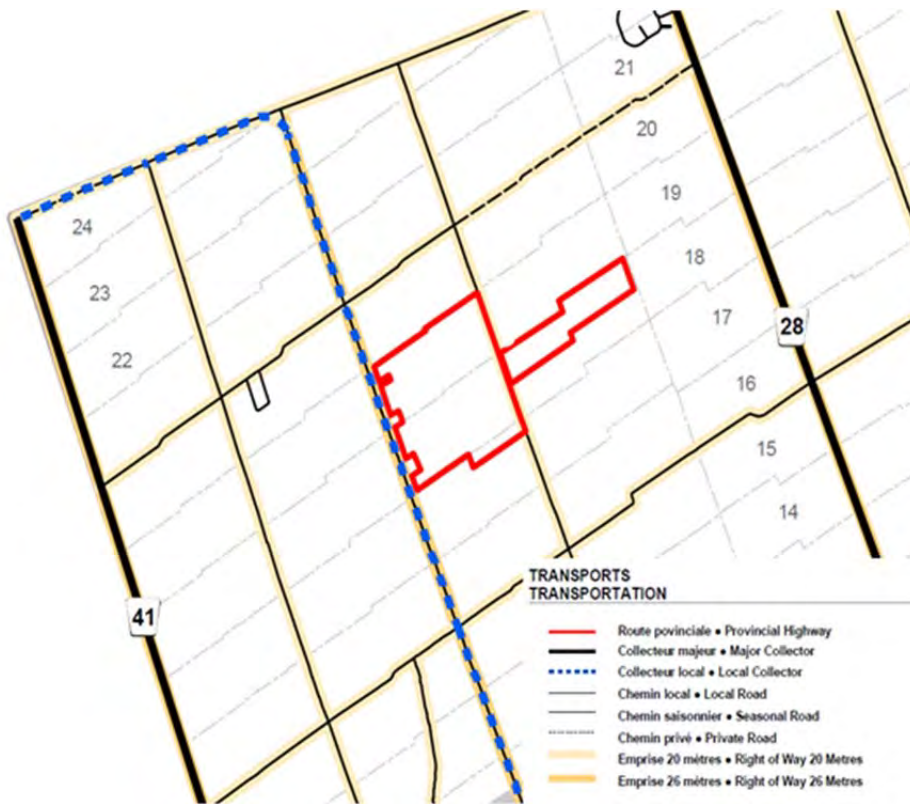 21
20
19
18
17
28
16
15
14
24
23
22
41
TRANSPORTS
TRANSPORTATION
Route povinciale • Provincial Highway
Collecteur majeur • Major Collector
Collecteur local • Local Collector
Chemin local • Local Road
Chemin saisonnier • Seasonal Road
Chemin privé • Private Road
Emprise 20 mètres • Right of Way 20 Metres
Emprise 26 mètres • Right of Way 26 Metres